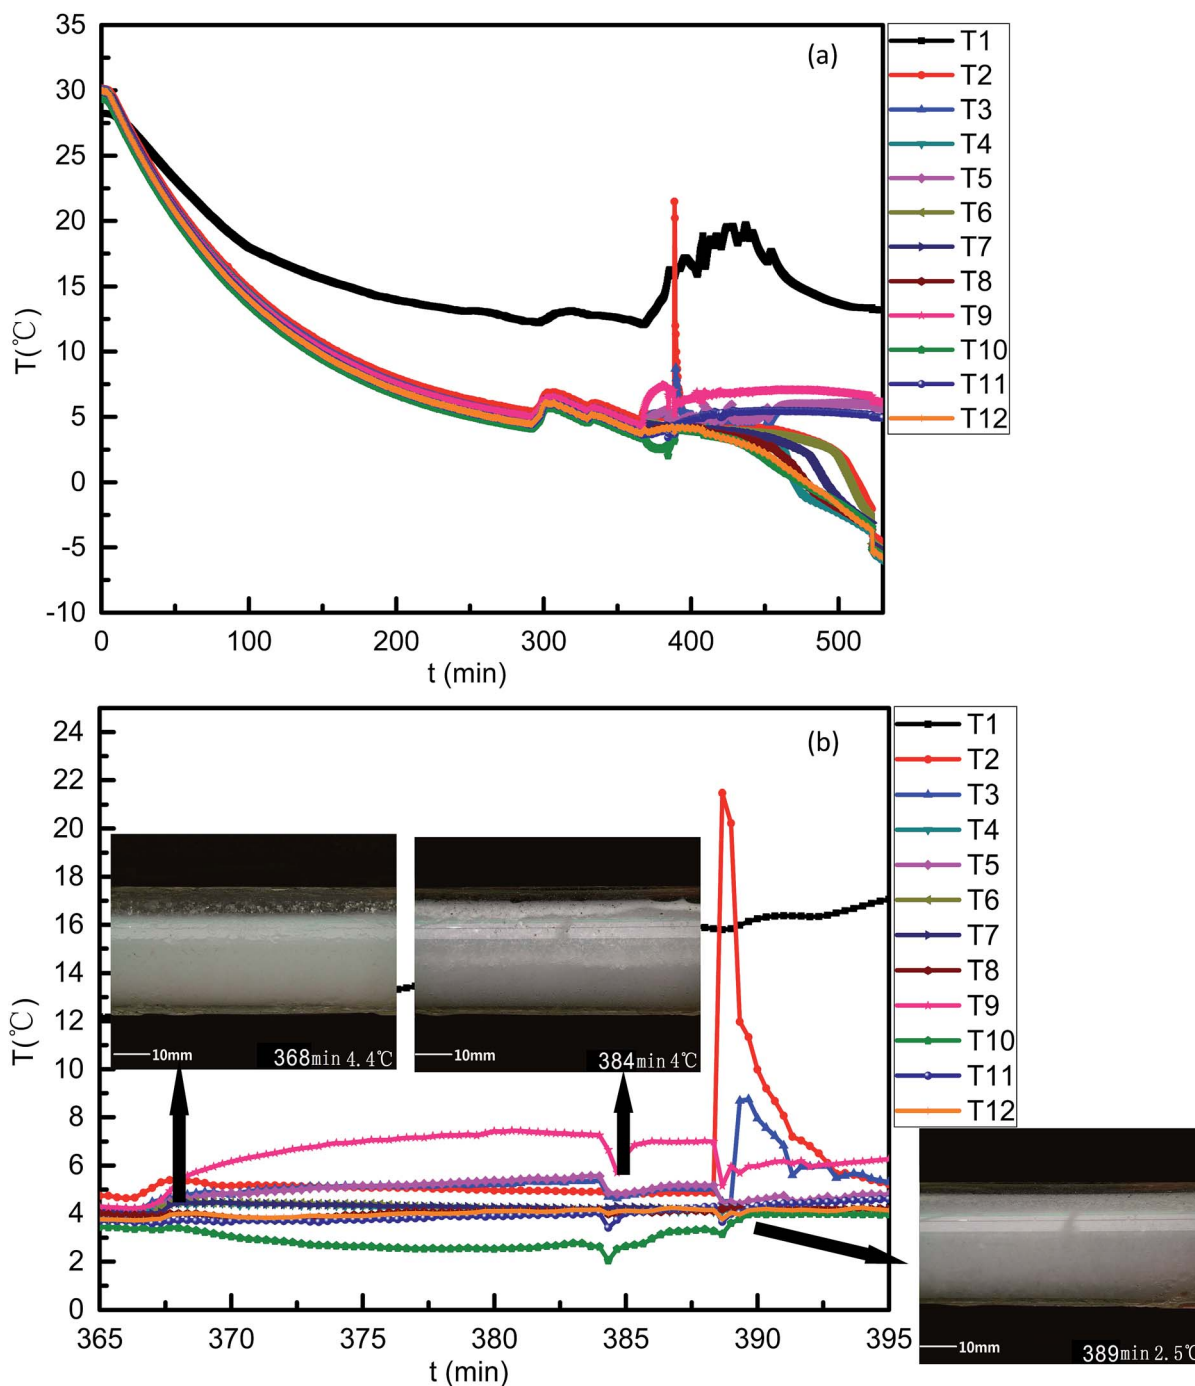 (a)
T(℃)
35
30
25
20
15
10
5
0
-5
-10
0 100 200 300 400 500
t (min)
T1
T2
T3
T4
T5
T6
T7
T8
T9
T10
T11
T12
(b)
T(℃)
24
22
20
18
16
14
12
10
8
6
4
2
0
365 370 375 380 385 390 395
t (min)
T1
T2
T3
T4
T5
T6
T7
T8
T9
T10
T11
T12
10mm
368min 4.4℃
10mm
384min 4℃
10mm
389min 2.5℃